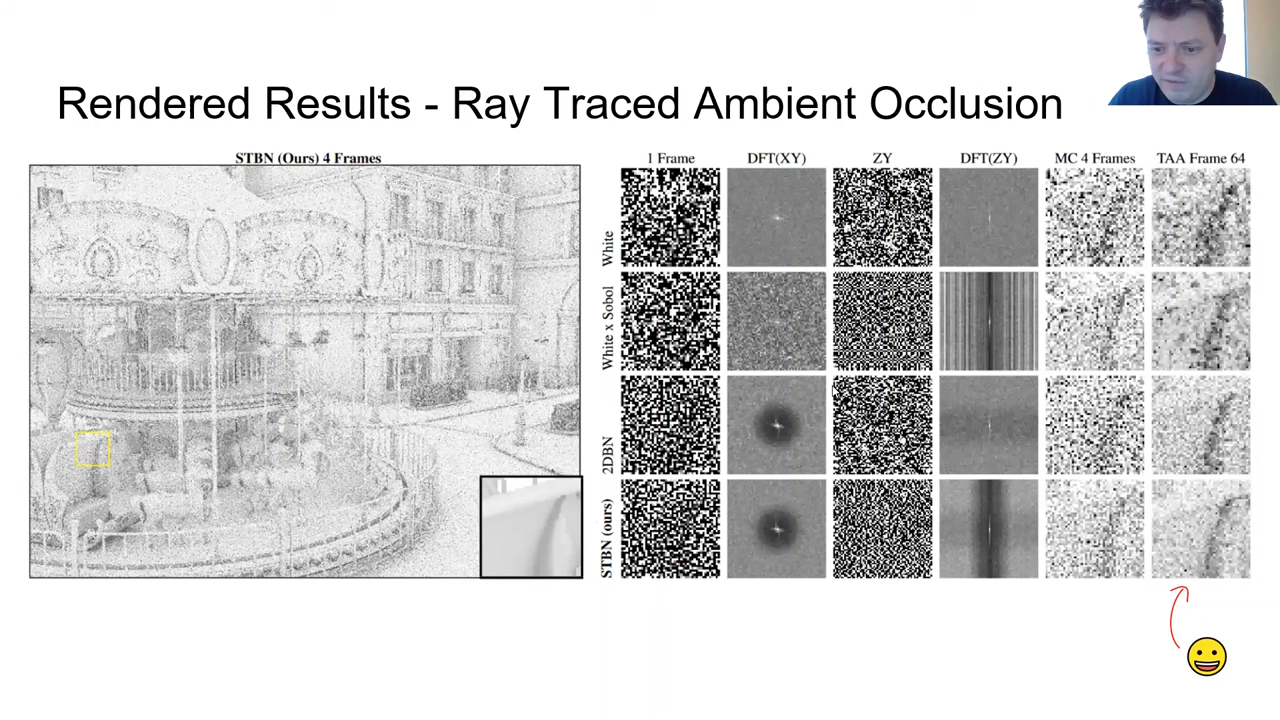 Rendered Results - Ray Traced Ambient Occlusion
STBN (Ours) 4 Frames
1 Frame
DFT(XY)
ZY
DFT(ZY)
MC 4 Frames
TAA Frame 64
White
White x Sobol
2DBN
STBN (ours)